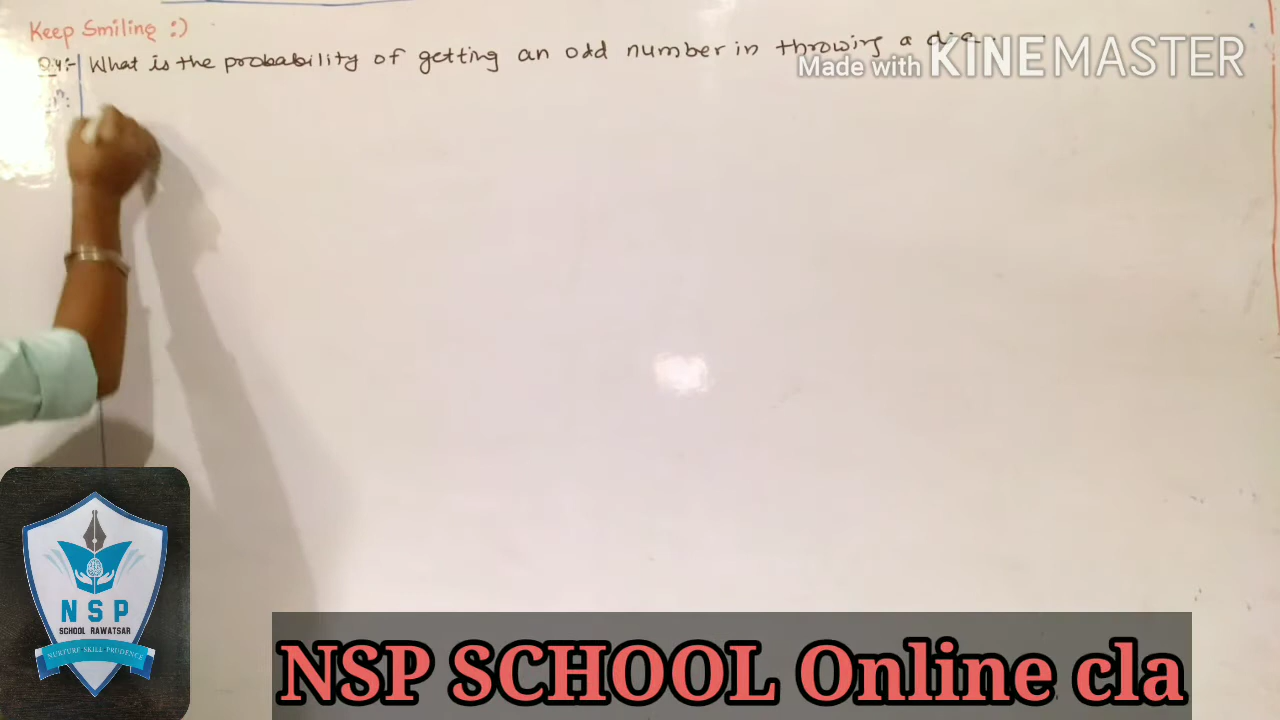 Keep Smiling :)
Q4:- What is the probability of getting an odd number in throwing a die.
Made with KINEMASTER
NSP
SCHOOL RAWATSAR
NURTURE SKILL PRUDENCE
NSP SCHOOL Online cla